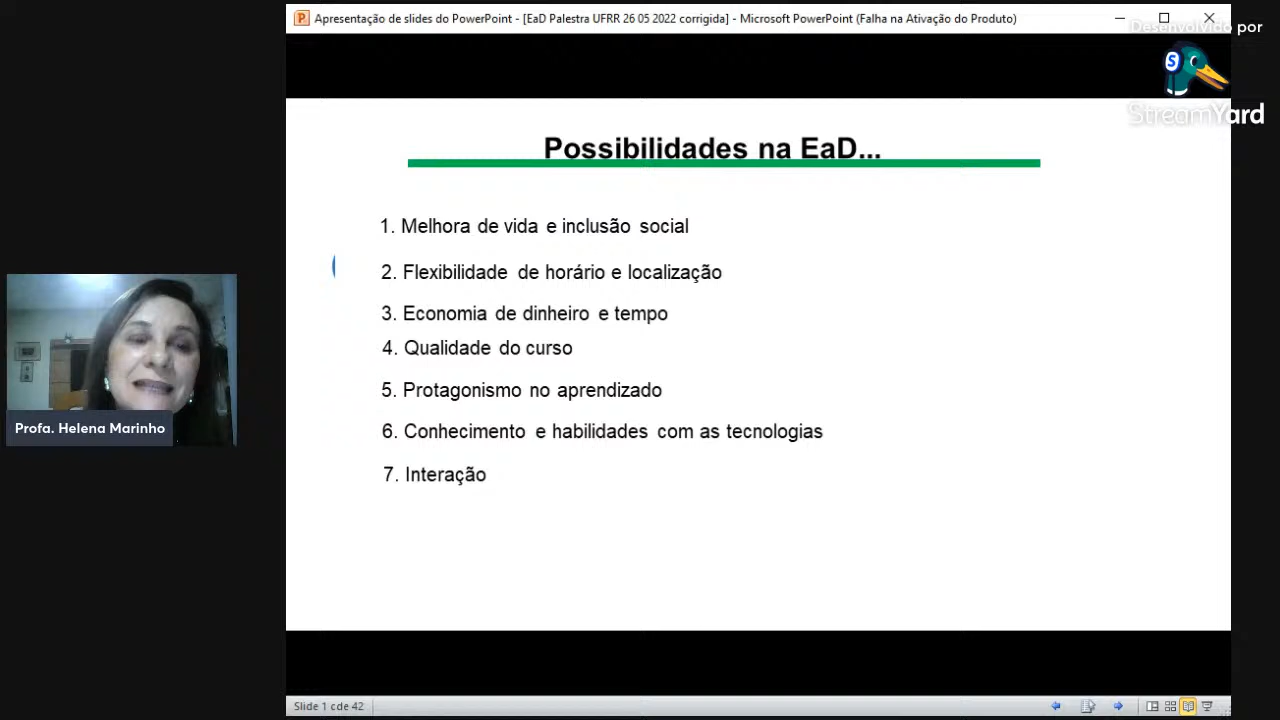 Apresentação de slides do PowerPoint - [EaD Palestra UFRR 26 05 2022 corrigida] - Microsoft PowerPoint (Falha na Ativação do Produto)
Desenvolvido por
S
StreamYard
Possibilidades na EaD...
1. Melhora de vida e inclusão social
2. Flexibilidade de horário e localização
3. Economia de dinheiro e tempo
4. Qualidade do curso
5. Protagonismo no aprendizado
6. Conhecimento e habilidades com as tecnologias
7. Interação
Profa. Helena Marinho
Slide 1 cde 42